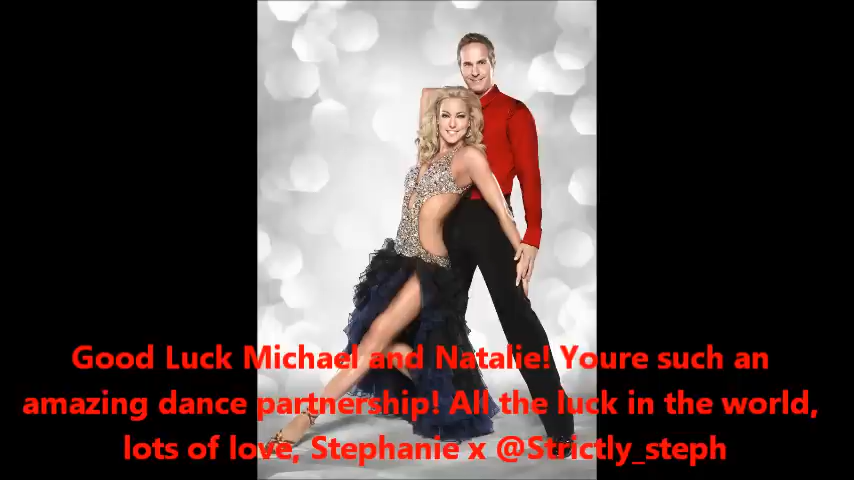 Good Luck Michael and Natalie! Youre such an
amazing dance partnership! All the luck in the world,
lots of love, Stephanie x @Strictly_steph